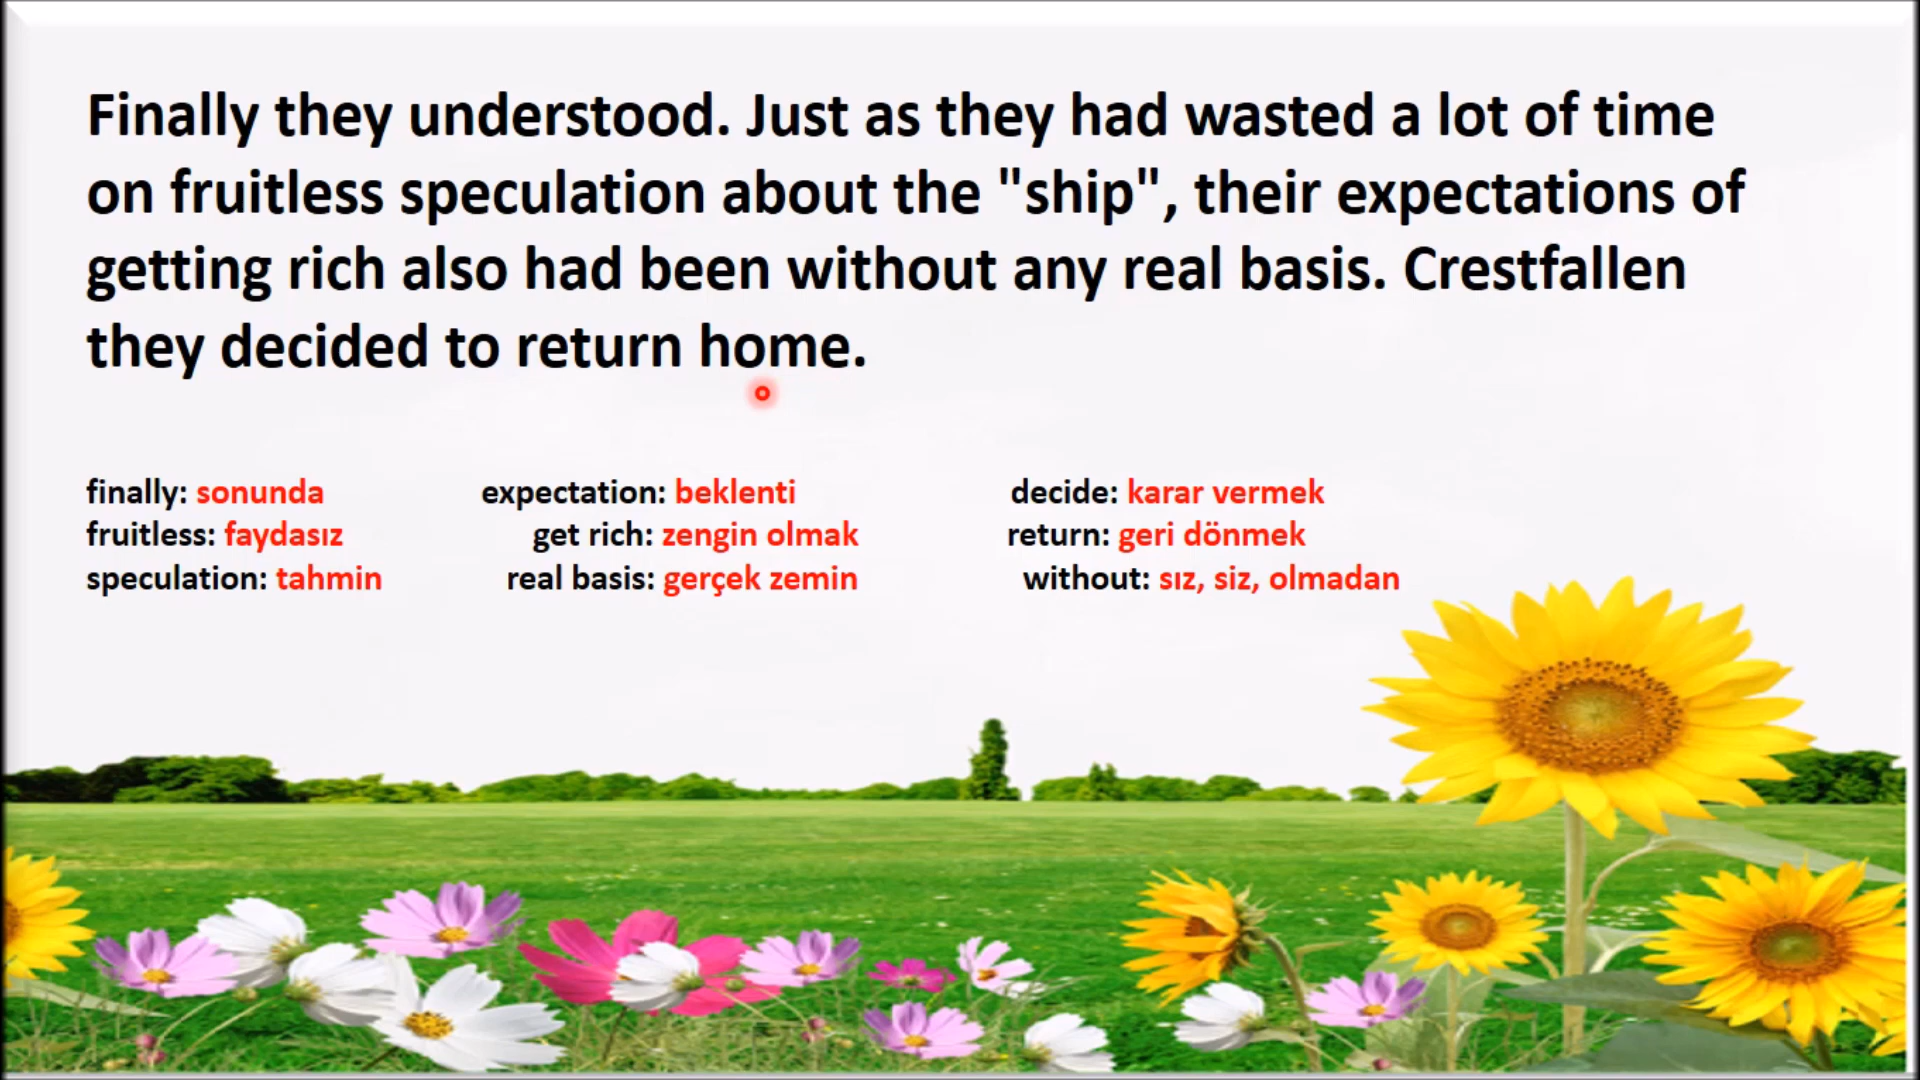 Finally they understood. Just as they had wasted a lot of time
on fruitless speculation about the "ship", their expectations of
getting rich also had been without any real basis. Crestfallen
they decided to return home.
finally: sonunda expectation: beklenti decide: karar vermek
fruitless: faydasız get rich: zengin olmak return: geri dönmek
speculation: tahmin real basis: gerçek zemin without: sız, siz, olmadan